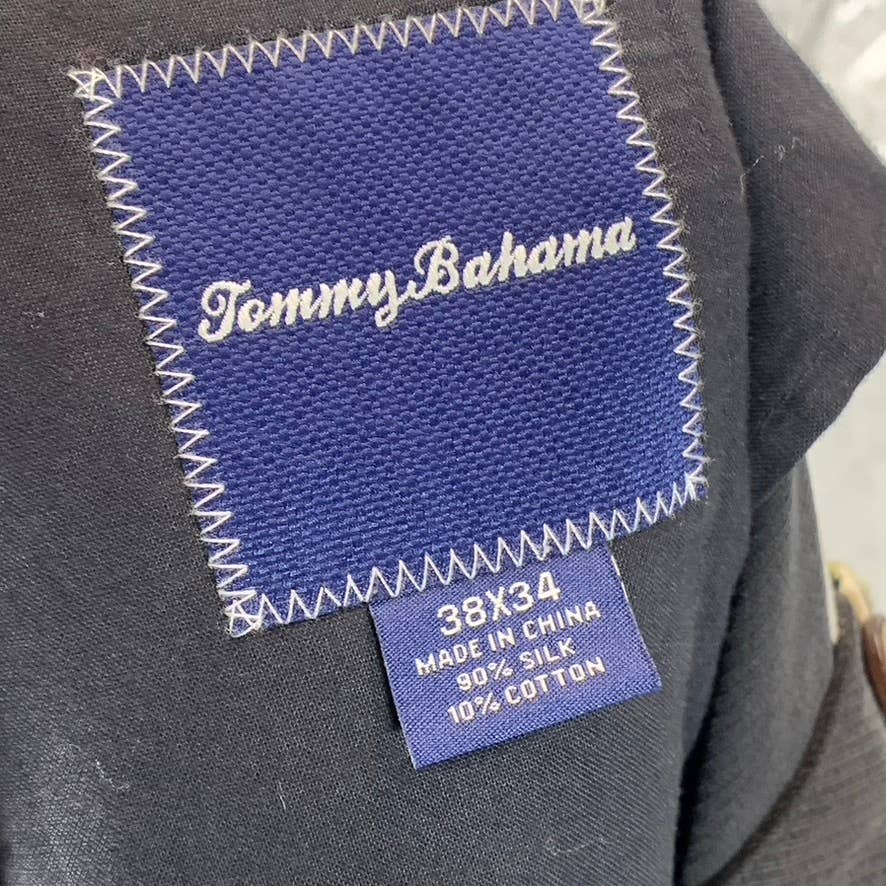 Tommy Bahama
38X34
MADE IN CHINA
90% SILK
10% COTTON